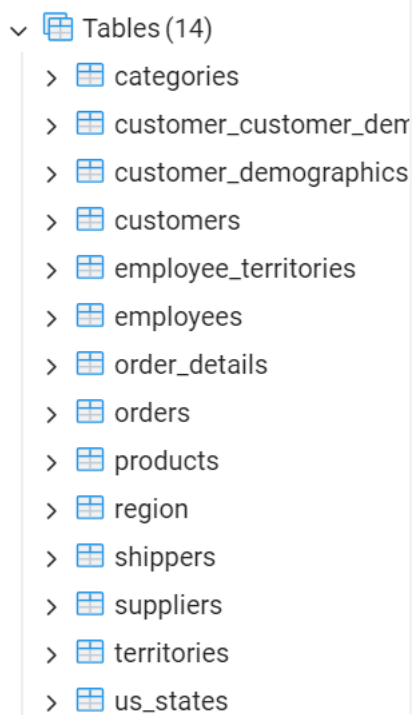 Tables (14)
categories
customer_customer_dem
customer_demographics
customers
employee_territories
employees
order_details
orders
products
region
shippers
suppliers
territories
us_states